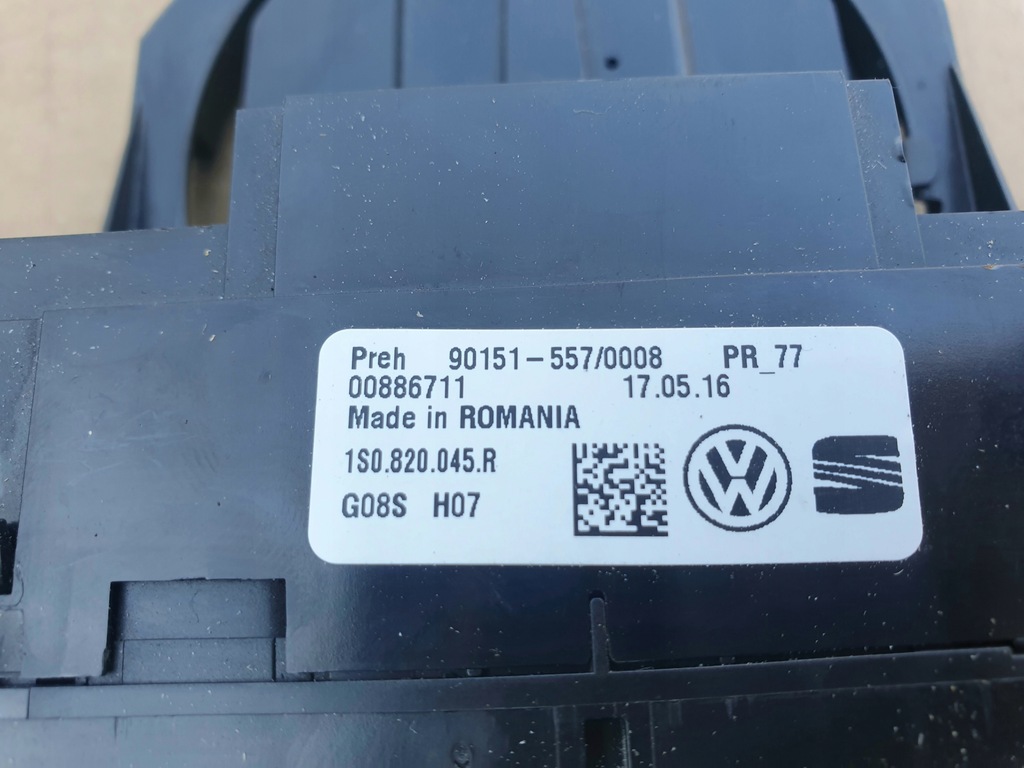 Preh 90151-557/0008 PR_77
00886711 17.05.16
Made in ROMANIA
1S0.820.045.R
G08S H07